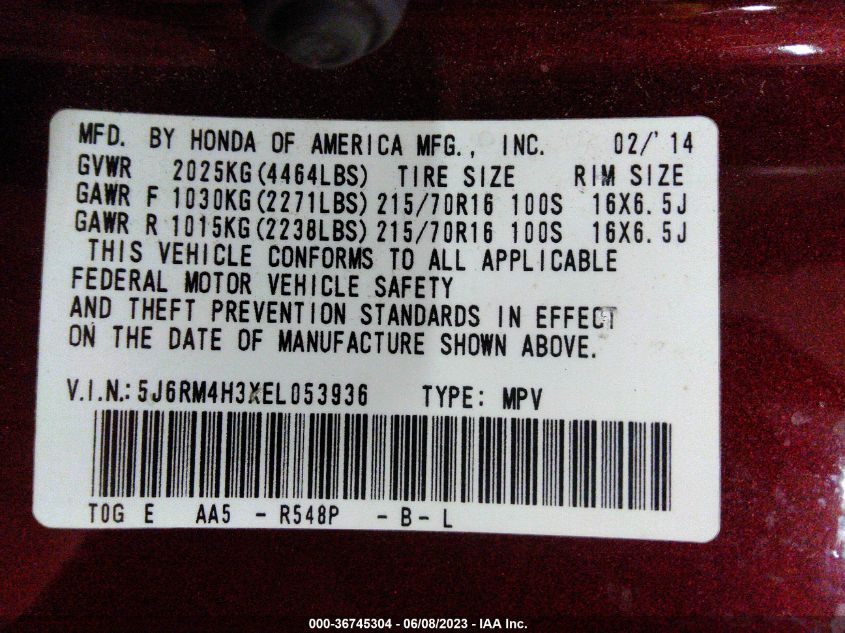 MFD. BY HONDA OF AMERICA MFG., INC. 02/'14
GVWR 2025KG(4464LBS) TIRE SIZE RIM SIZE
GAWR F 1030KG(2271LBS) 215/70R16 100S 16X6.5J
GAWR R 1015KG(2238LBS) 215/70R16 100S 16X6.5J
THIS VEHICLE CONFORMS TO ALL APPLICABLE
FEDERAL MOTOR VEHICLE SAFETY
AND THEFT PREVENTION STANDARDS IN EFFECT
ON THE DATE OF MANUFACTURE SHOWN ABOVE.
V.I.N.: 5J6RM4H3XEL053936 TYPE: MPV
TOG E AA5 - R548P - B - L
000-36745304 - 06/08/2023 - IAA Inc.